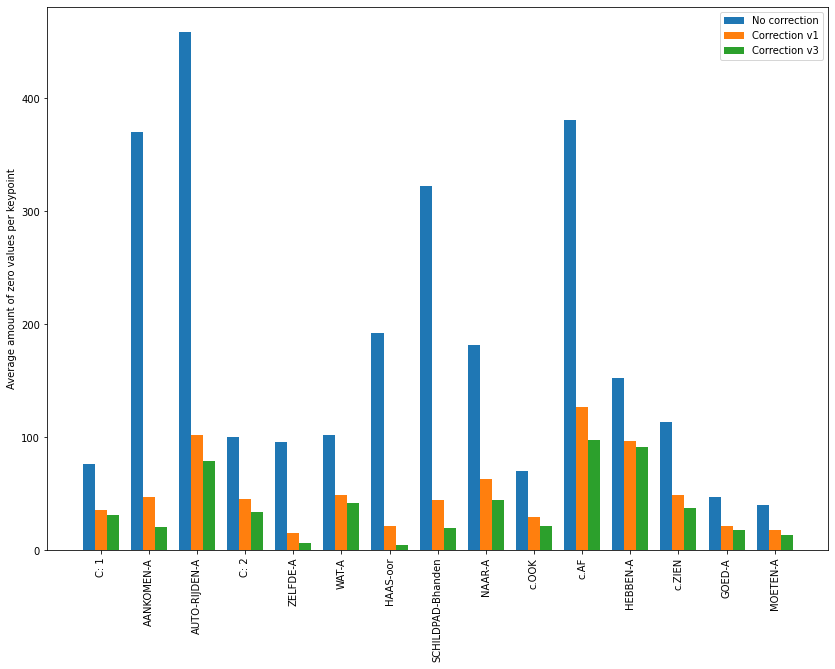 No correction
Correction v1
Correction v3
Average amount of zero values per keypoint
400
300
200
100
0
C: 1
AANKOMEN-A
AUTO-RIJDEN-A
C: 2
ZELFDE-A
WAT-A
HAAS-oor
SCHILDPAD-Bhanden
NAAR-A
c.OOK
c.AF
HEBBEN-A
c.ZIEN
GOED-A
MOETEN-A